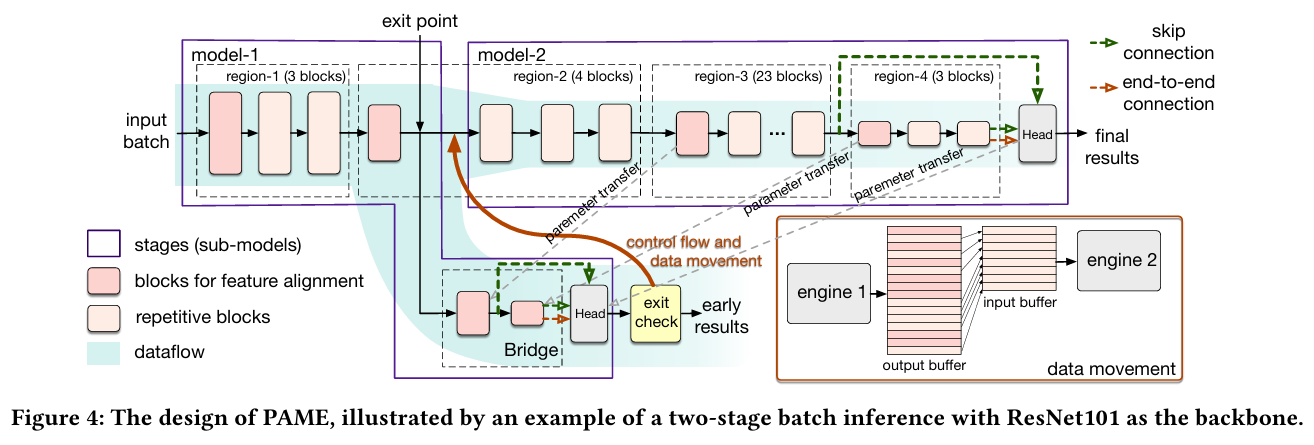 exit point
model-1
model-2
skip
connection
end-to-end
connection
region-1 (3 blocks)
region-2 (4 blocks)
region-3 (23 blocks)
region-4 (3 blocks)
input
batch
...
Head
final
results
paremeter transfer
parameter transfer
paremeter transfer
control flow and
data movement
stages (sub-models)
blocks for feature alignment
repetitive blocks
dataflow
Head
exit
check
early
results
Bridge
engine 1
engine 2
input buffer
output buffer
data movement
Figure 4: The design of PAME, illustrated by an example of a two-stage batch inference with ResNet101 as the backbone.